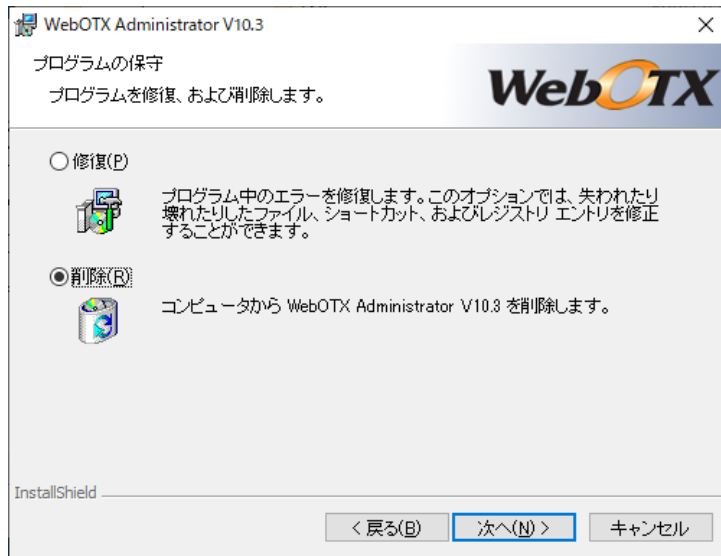 WebOTX Administrator V10.3
プログラムの保守
プログラムを修復、および削除します。
WebOTX
修復(P)
プログラム中のエラーを修復します。このオプションでは、失われたり
壊れたりしたファイル、ショートカット、およびレジストリ エントリを修正
することができます。
削除(R)
コンピュータから WebOTX Administrator V10.3 を削除します。
InstallShield
< 戻る(B)
次へ(N) >
キャンセル